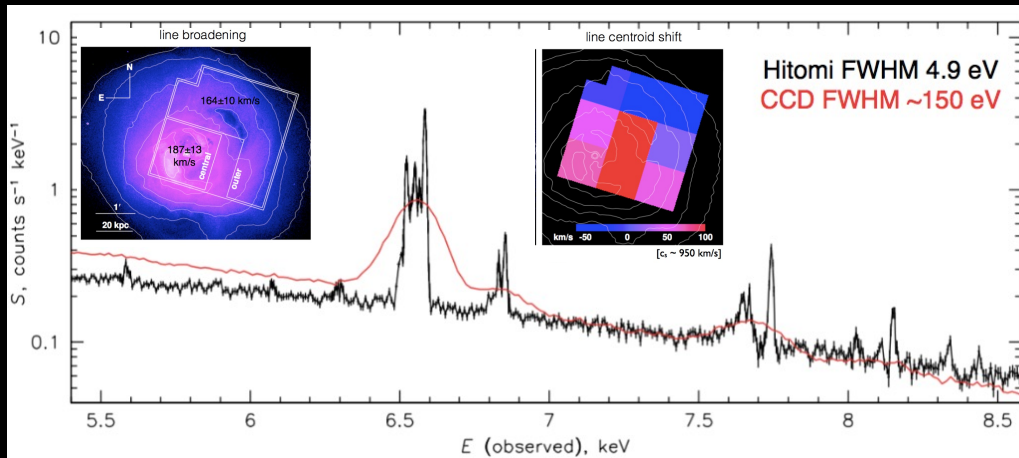 line broadening
line centroid shift
N
E
164±10 km/s
187±13
km/s
central
outer
1'
20 kpc
Hitomi FWHM 4.9 eV
CCD FWHM ~150 eV
km/s -50 0 50 100
[cₛ ~ 950 km/s]
S, counts s⁻¹ keV⁻¹
10
1
0.1
5.5 6 6.5 7 7.5 8 8.5
E (observed), keV